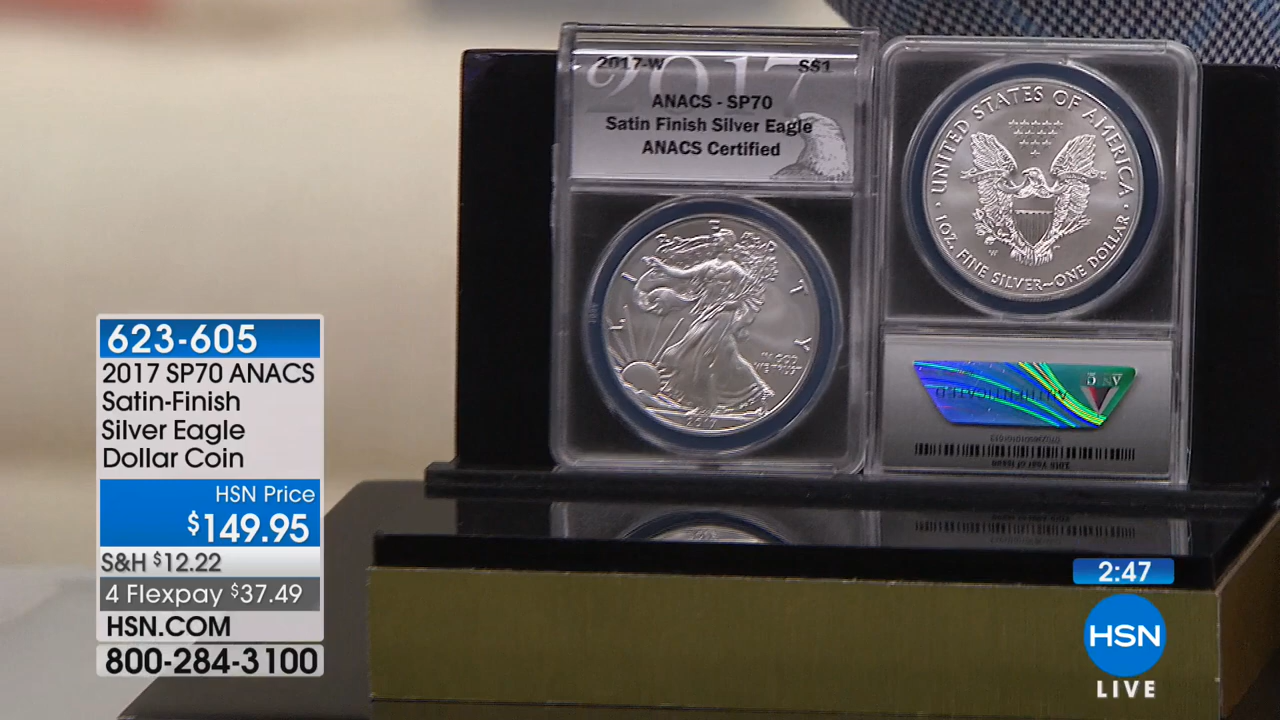 2017-W S$1
ANACS - SP70
Satin Finish Silver Eagle
ANACS Certified
LIBERTY
IN GOD
WE TRUST
2017
UNITED STATES OF AMERICA
W
1 OZ. FINE SILVER~ONE DOLLAR
623-605
2017 SP70 ANACS
Satin-Finish
Silver Eagle
Dollar Coin
HSN Price
$149.95
S&H $12.22
4 Flexpay $37.49
HSN.COM
800-284-3100
2:47
HSN
LIVE